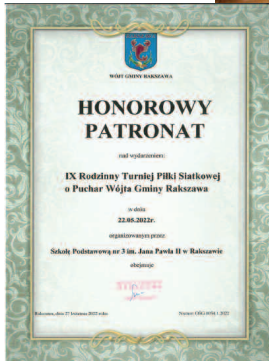 WÓJT GMINY RAKSZAWA
HONOROWY
PATRONAT
nad wydarzeniem:
IX Rodzinny Turniej Piłki Siatkowej
o Puchar Wójta Gminy Rakszawa
w dniu
22.05.2022r.
organizowanym przez
Szkołę Podstawową nr 3 im. Jana Pawła II w Rakszawie
obejmuje
Rakszawa, dnia 27 kwietnia 2022 roku
Numer: